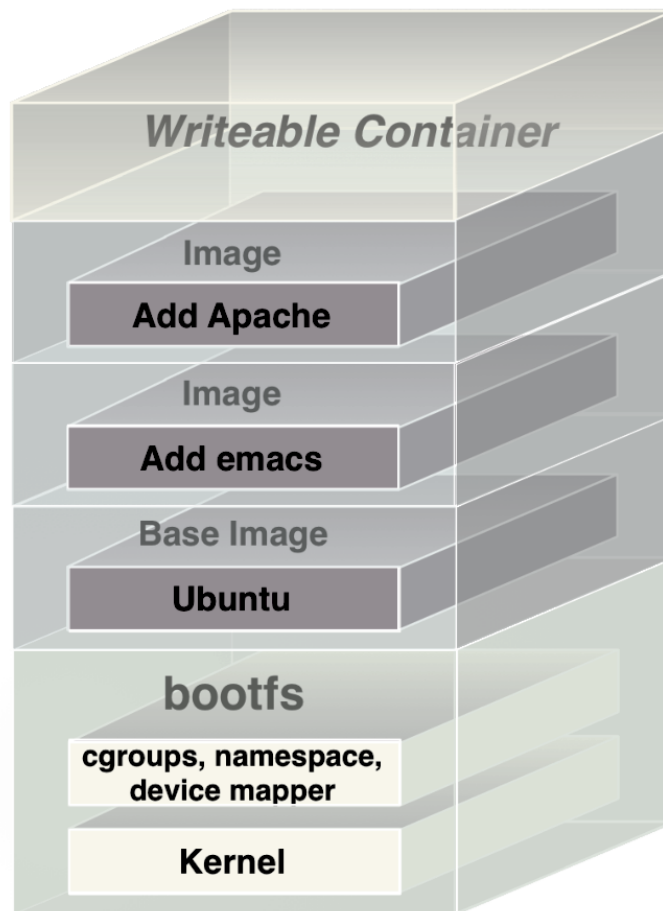 Writeable Container
Image
Add Apache
Image
Add emacs
Base Image
Ubuntu
bootfs
cgroups, namespace,
device mapper
Kernel